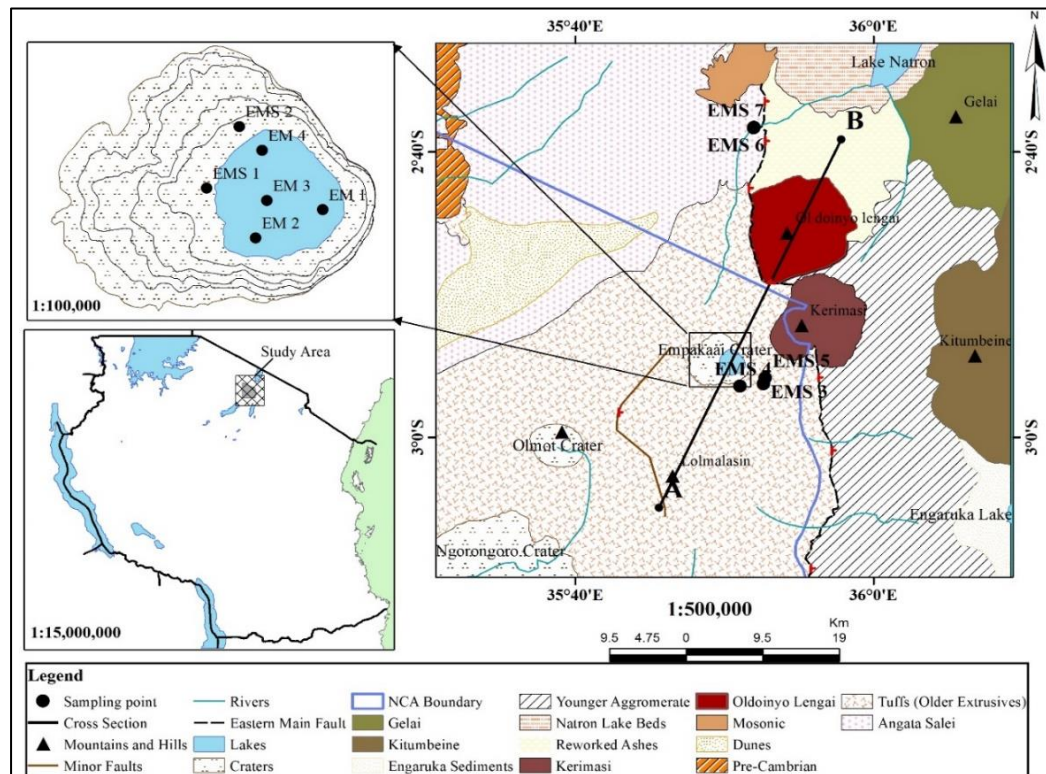 35°40'E
36°0'E
N
EMS 2
EM 4
EMS 1
EM 3
EM 1
EM 2
1:100,000
Study Area
1:15,000,000
Lake Natron
Gelai
EMS 7
EMS 6
B
2°40'S
2°40'S
Ol doinyo lengai
Kerimasi
Kitumbeine
Empakaai Crater
EMS 5
EMS 4
EMS 3
3°0'S
3°0'S
Olmot Crater
Lolmalasin
A
Engaruka Lake
Ngorongoro Crater
35°40'E
36°0'E
1:500,000
Km
9.5 4.75 0 9.5 19
Legend
Sampling point
Rivers
NCA Boundary
Younger Agglomerate
Oldoinyo Lengai
Tuffs (Older Extrusives)
Cross Section
Eastern Main Fault
Gelai
Natron Lake Beds
Mosonic
Angata Salei
Mountains and Hills
Lakes
Kitumbeine
Reworked Ashes
Dunes
Minor Faults
Craters
Engaruka Sediments
Kerimasi
Pre-Cambrian